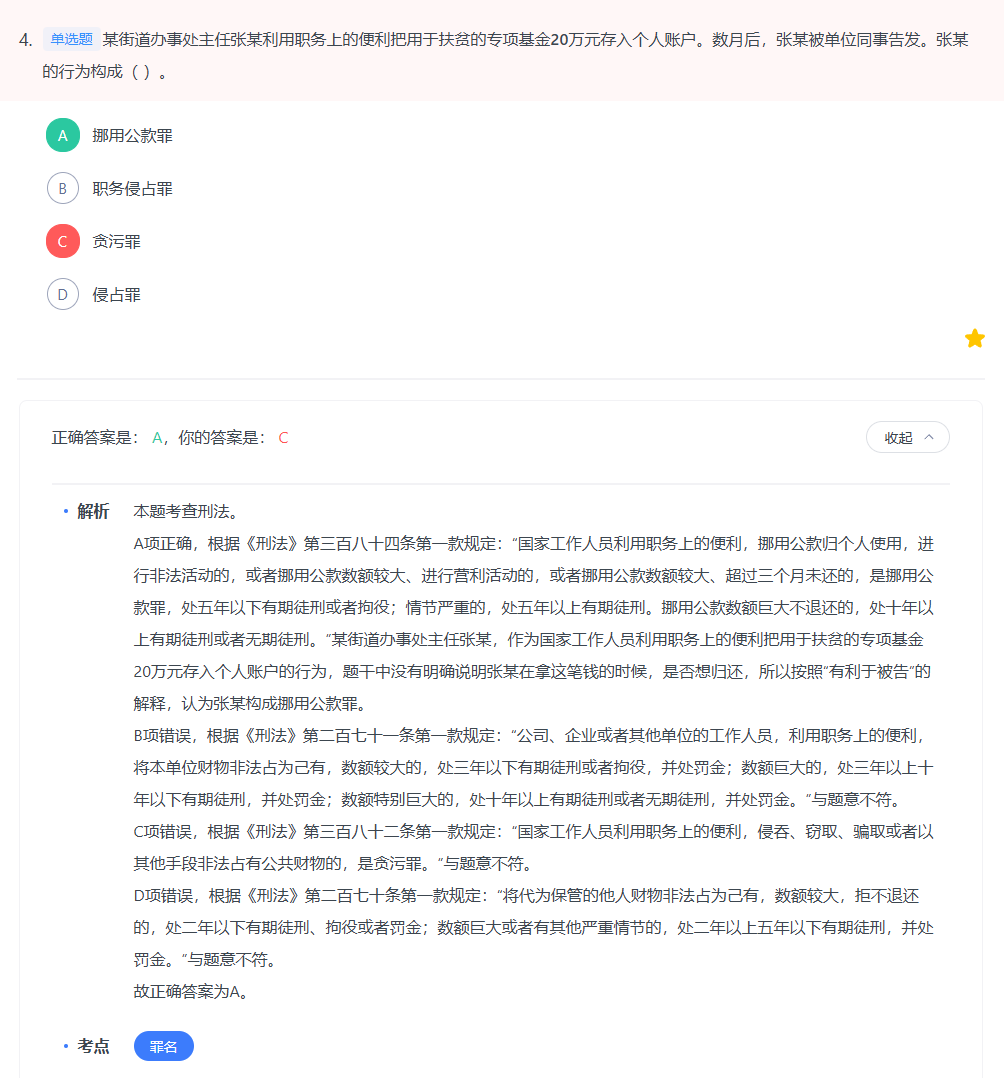 4. 单选题 某街道办事处主任张某利用职务上的便利把用于扶贫的专项基金20万元存入个人账户。数月后，张某被单位同事告发。张某
的行为构成（ ）。
A 挪用公款罪
B 职务侵占罪
C 贪污罪
D 侵占罪
正确答案是： A，你的答案是： C
收起
解析 本题考查刑法。
A项正确，根据《刑法》第三百八十四条第一款规定：“国家工作人员利用职务上的便利，挪用公款归个人使用，进
行非法活动的，或者挪用公款数额较大、进行营利活动的，或者挪用公款数额较大、超过三个月未还的，是挪用公
款罪，处五年以下有期徒刑或者拘役；情节严重的，处五年以上有期徒刑。挪用公款数额巨大不退还的，处十年以
上有期徒刑或者无期徒刑。“某街道办事处主任张某，作为国家工作人员利用职务上的便利把用于扶贫的专项基金
20万元存入个人账户的行为，题干中没有明确说明张某在拿这笔钱的时候，是否想归还，所以按照”有利于被告“的
解释，认为张某构成挪用公款罪。
B项错误，根据《刑法》第二百七十一条第一款规定：“公司、企业或者其他单位的工作人员，利用职务上的便利，
将本单位财物非法占为己有，数额较大的，处三年以下有期徒刑或者拘役，并处罚金；数额巨大的，处三年以上十
年以下有期徒刑，并处罚金；数额特别巨大的，处十年以上有期徒刑或者无期徒刑，并处罚金。“与题意不符。
C项错误，根据《刑法》第三百八十二条第一款规定：“国家工作人员利用职务上的便利，侵吞、窃取、骗取或者以
其他手段非法占有公共财物的，是贪污罪。“与题意不符。
D项错误，根据《刑法》第二百七十条第一款规定：“将代为保管的他人财物非法占为己有，数额较大，拒不退还
的，处二年以下有期徒刑、拘役或者罚金；数额巨大或者有其他严重情节的，处二年以上五年以下有期徒刑，并处
罚金。“与题意不符。
故正确答案为A。
考点 罪名